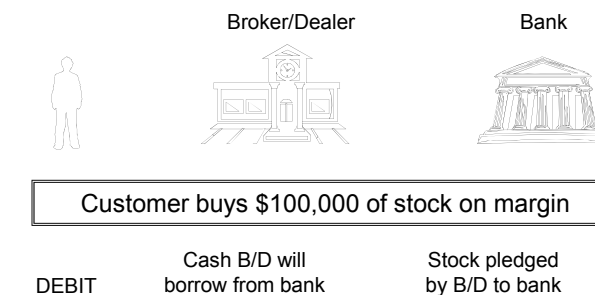 Broker/Dealer
Bank
Customer buys $100,000 of stock on margin
DEBIT
Cash B/D will
borrow from bank
Stock pledged
by B/D to bank